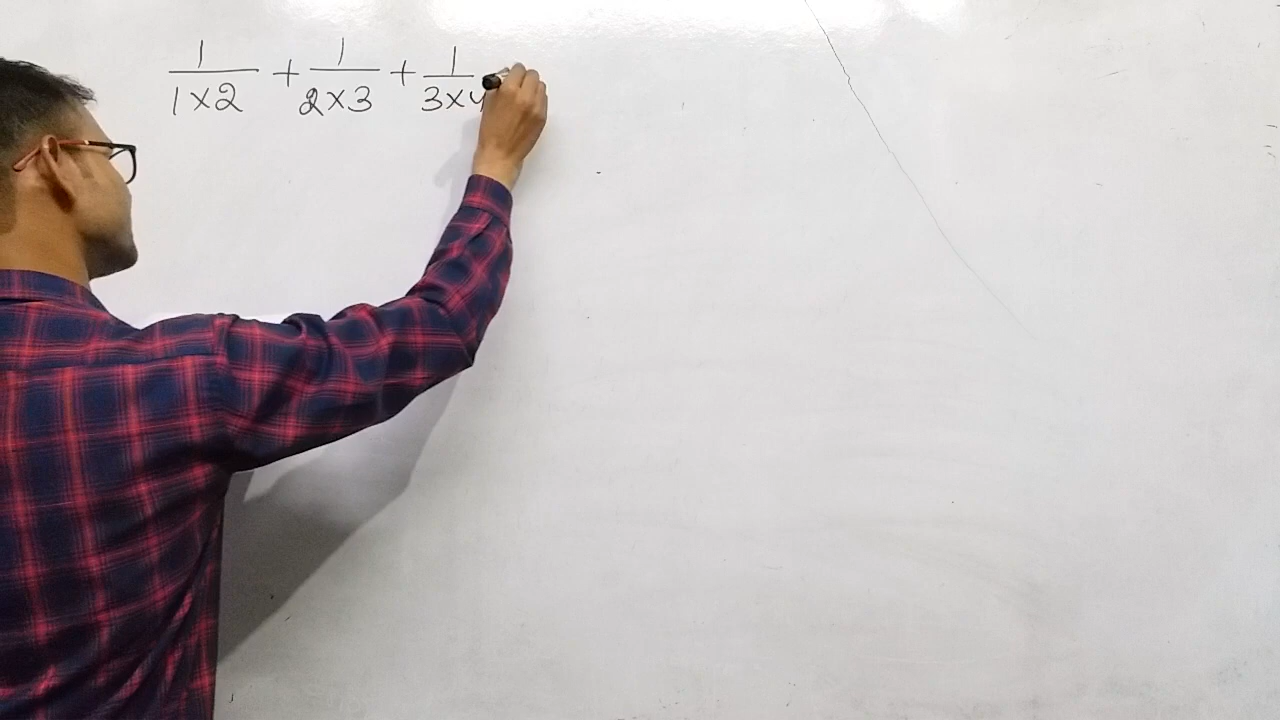 1/(1×2) + 1/(2×3) + 1/(3×4